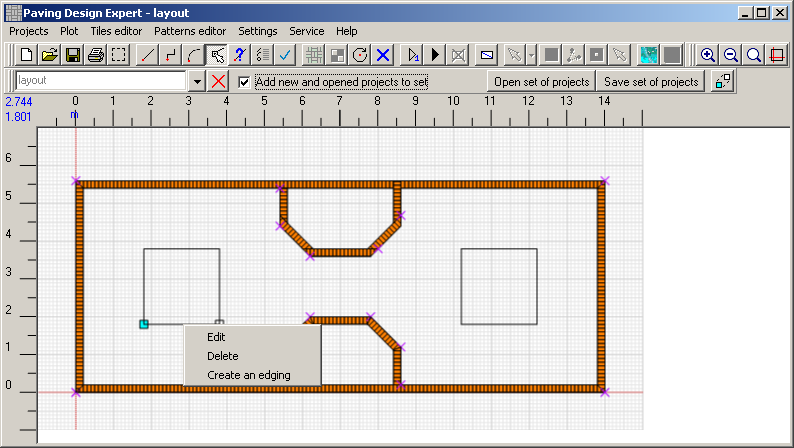 Paving Design Expert - layout
Projects Plot Tiles editor Patterns editor Settings Service Help
layout Add new and opened projects to set Open set of projects Save set of projects
2.744 0 1 2 3 4 5 6 7 8 9 10 11 12 13 14
1.801 m
6
5
4
3
2
1
0
Edit
Delete
Create an edging